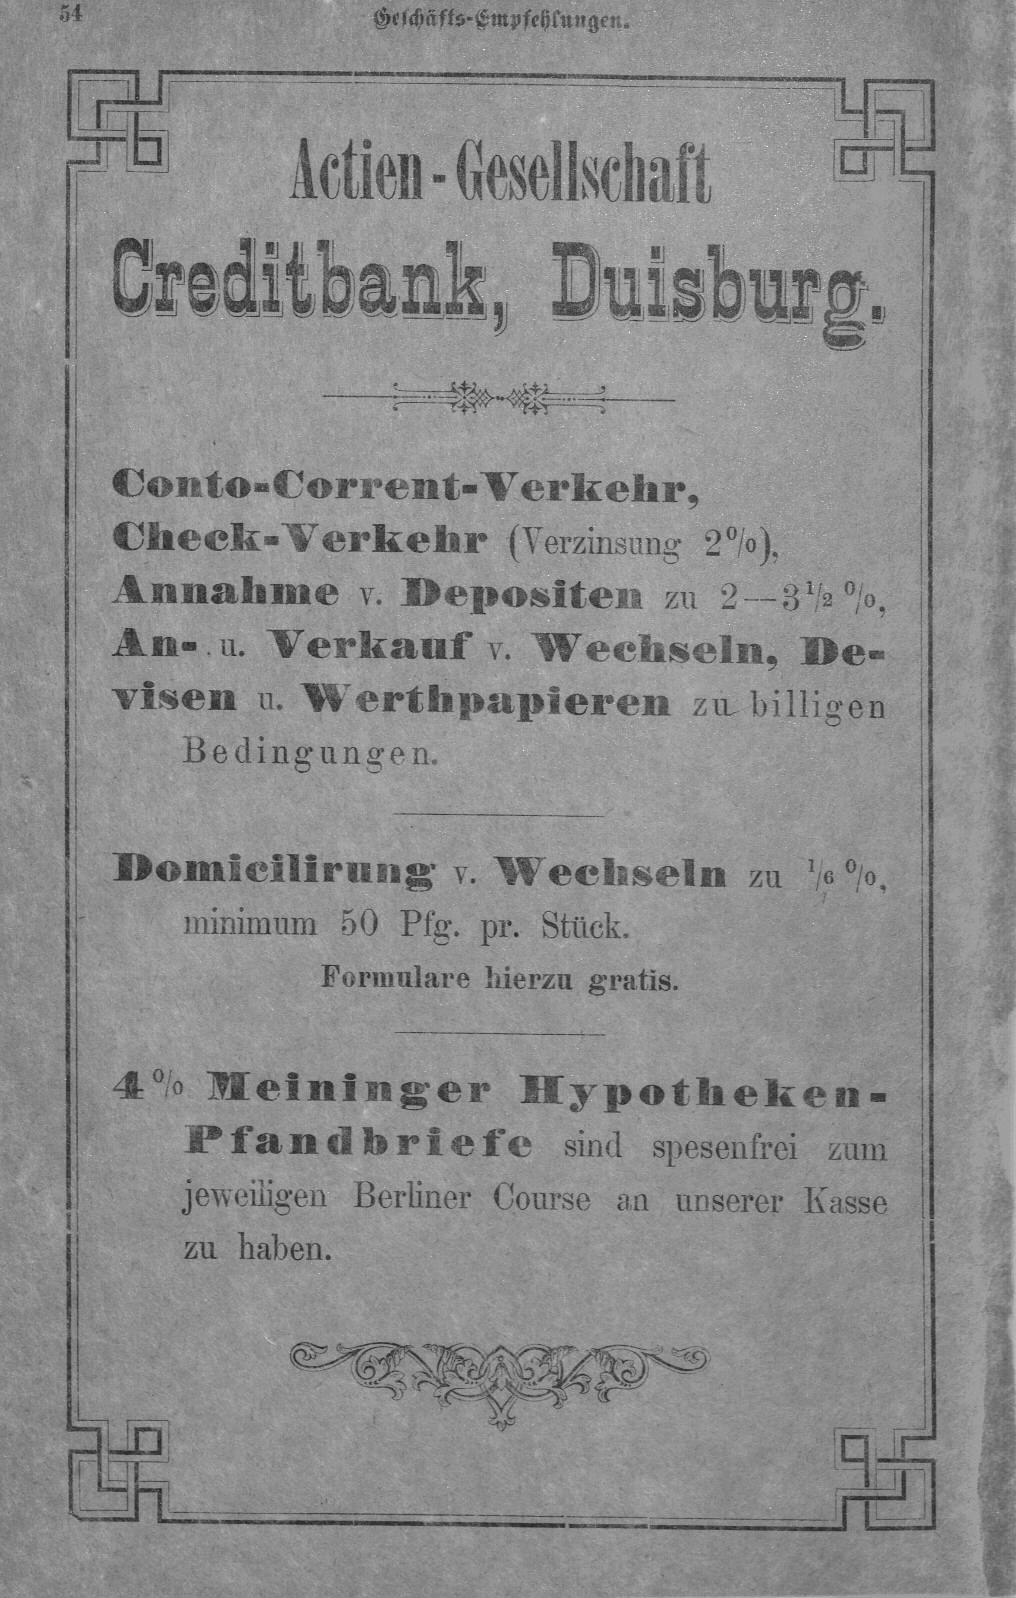 54
Geschäfts-Empfehlungen.
Actien-Gesellschaft
Creditbank, Duisburg.
Conto-Corrent-Verkehr,
Check-Verkehr (Verzinsung 2%),
Annahme v. Depositen zu 2—3 1/2 %,
An- u. Verkauf v. Wechseln, De-
visen u. Werthpapieren zu billigen
Bedingungen.
Domicilirung v. Wechseln zu 1/6 %,
minimum 50 Pfg. pr. Stück.
Formulare hierzu gratis.
4% Meininger Hypotheken-
Pfandbriefe sind spesenfrei zum
jeweiligen Berliner Course an unserer Kasse
zu haben.